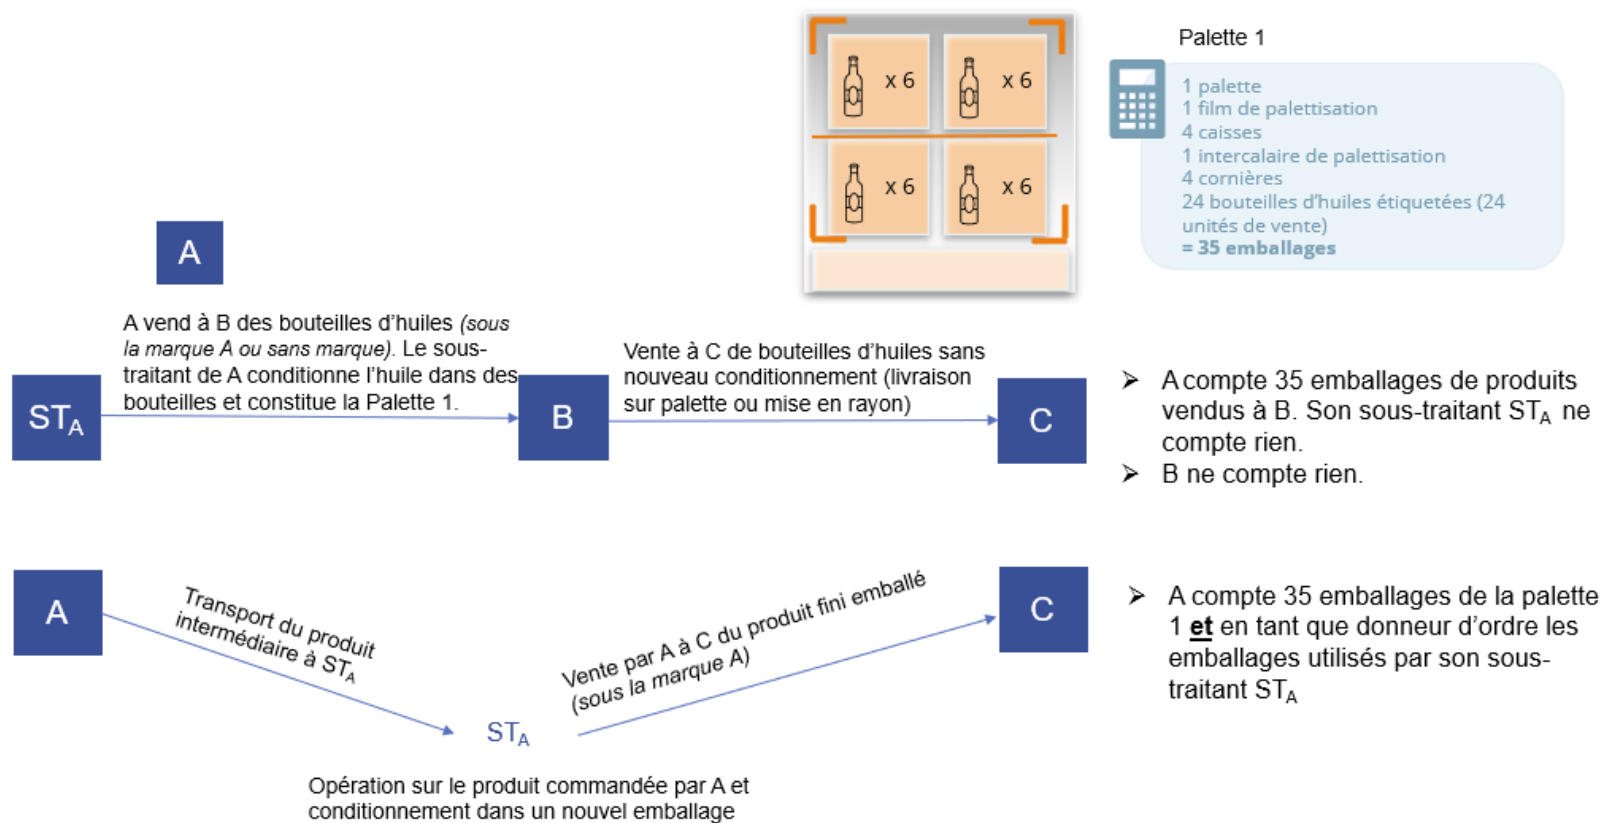 Palette 1
x 6
x 6
x 6
x 6
1 palette
1 film de palettisation
4 caisses
1 intercalaire de palettisation
4 cornières
24 bouteilles d'huiles étiquetées (24
unités de vente)
= 35 emballages
A
A vend à B des bouteilles d'huiles (sous
la marque A ou sans marque). Le sous-
traitant de A conditionne l'huile dans des
bouteilles et constitue la Palette 1.
STA
B
Vente à C de bouteilles d'huiles sans
nouveau conditionnement (livraison
sur palette ou mise en rayon)
C
➢ A compte 35 emballages de produits
vendus à B. Son sous-traitant STA ne
compte rien.
➢ B ne compte rien.
A
Transport du produit
intermédiaire à STA
STA
Opération sur le produit commandée par A et
conditionnement dans un nouvel emballage
Vente par A à C du produit fini emballé
(sous la marque A)
C
➢ A compte 35 emballages de la palette
1 et en tant que donneur d'ordre les
emballages utilisés par son sous-
traitant STA